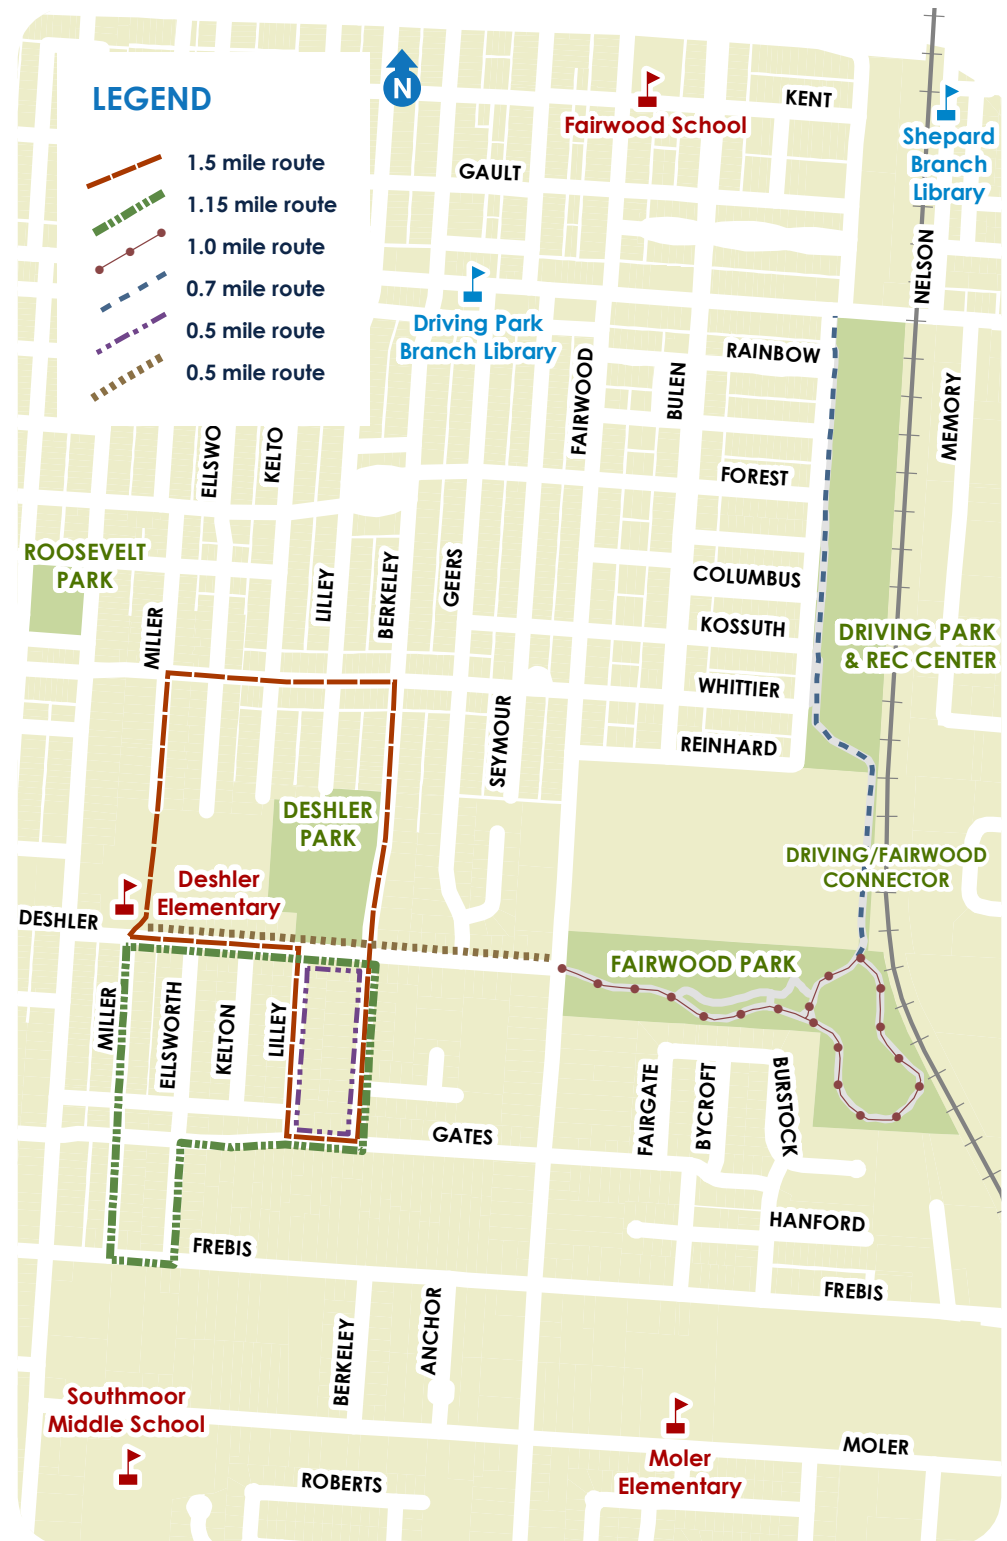 LEGEND
1.5 mile route
1.15 mile route
1.0 mile route
0.7 mile route
0.5 mile route
0.5 mile route
N
KENT
Fairwood School
Shepard
Branch
Library
GAULT
NELSON
Driving Park
Branch Library
RAINBOW
FAIRWOOD
BULEN
MEMORY
ELLSWO
KELTO
FOREST
ROOSEVELT
PARK
LILLEY
BERKELEY
GEERS
COLUMBUS
MILLER
KOSSUTH
DRIVING PARK
& REC CENTER
WHITTIER
SEYMOUR
REINHARD
DESHLER
PARK
DRIVING/FAIRWOOD
CONNECTOR
Deshler
Elementary
DESHLER
FAIRWOOD PARK
MILLER
ELLSWORTH
KELTON
LILLEY
FAIRGATE
BYCROFT
BURSTOCK
GATES
HANFORD
FREBIS
FREBIS
BERKELEY
ANCHOR
Southmoor
Middle School
MOLER
Moler
Elementary
ROBERTS